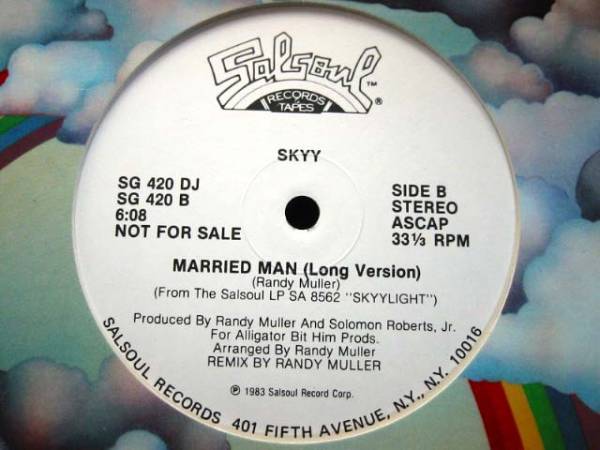 Salsoul TM
RECORDS & TAPES ®
SKYY
SG 420 DJ
SG 420 B
6:08
NOT FOR SALE
SIDE B
STEREO
ASCAP
33⅓ RPM
MARRIED MAN (Long Version)
(Randy Muller)
(From The Salsoul LP SA 8562 "SKYYLIGHT")
Produced By Randy Muller And Solomon Roberts, Jr.
For Alligator Bit Him Prods.
Arranged By Randy Muller
REMIX BY RANDY MULLER
℗ 1983 Salsoul Record Corp.
SALSOUL RECORDS 401 FIFTH AVENUE, N.Y., N.Y. 10016